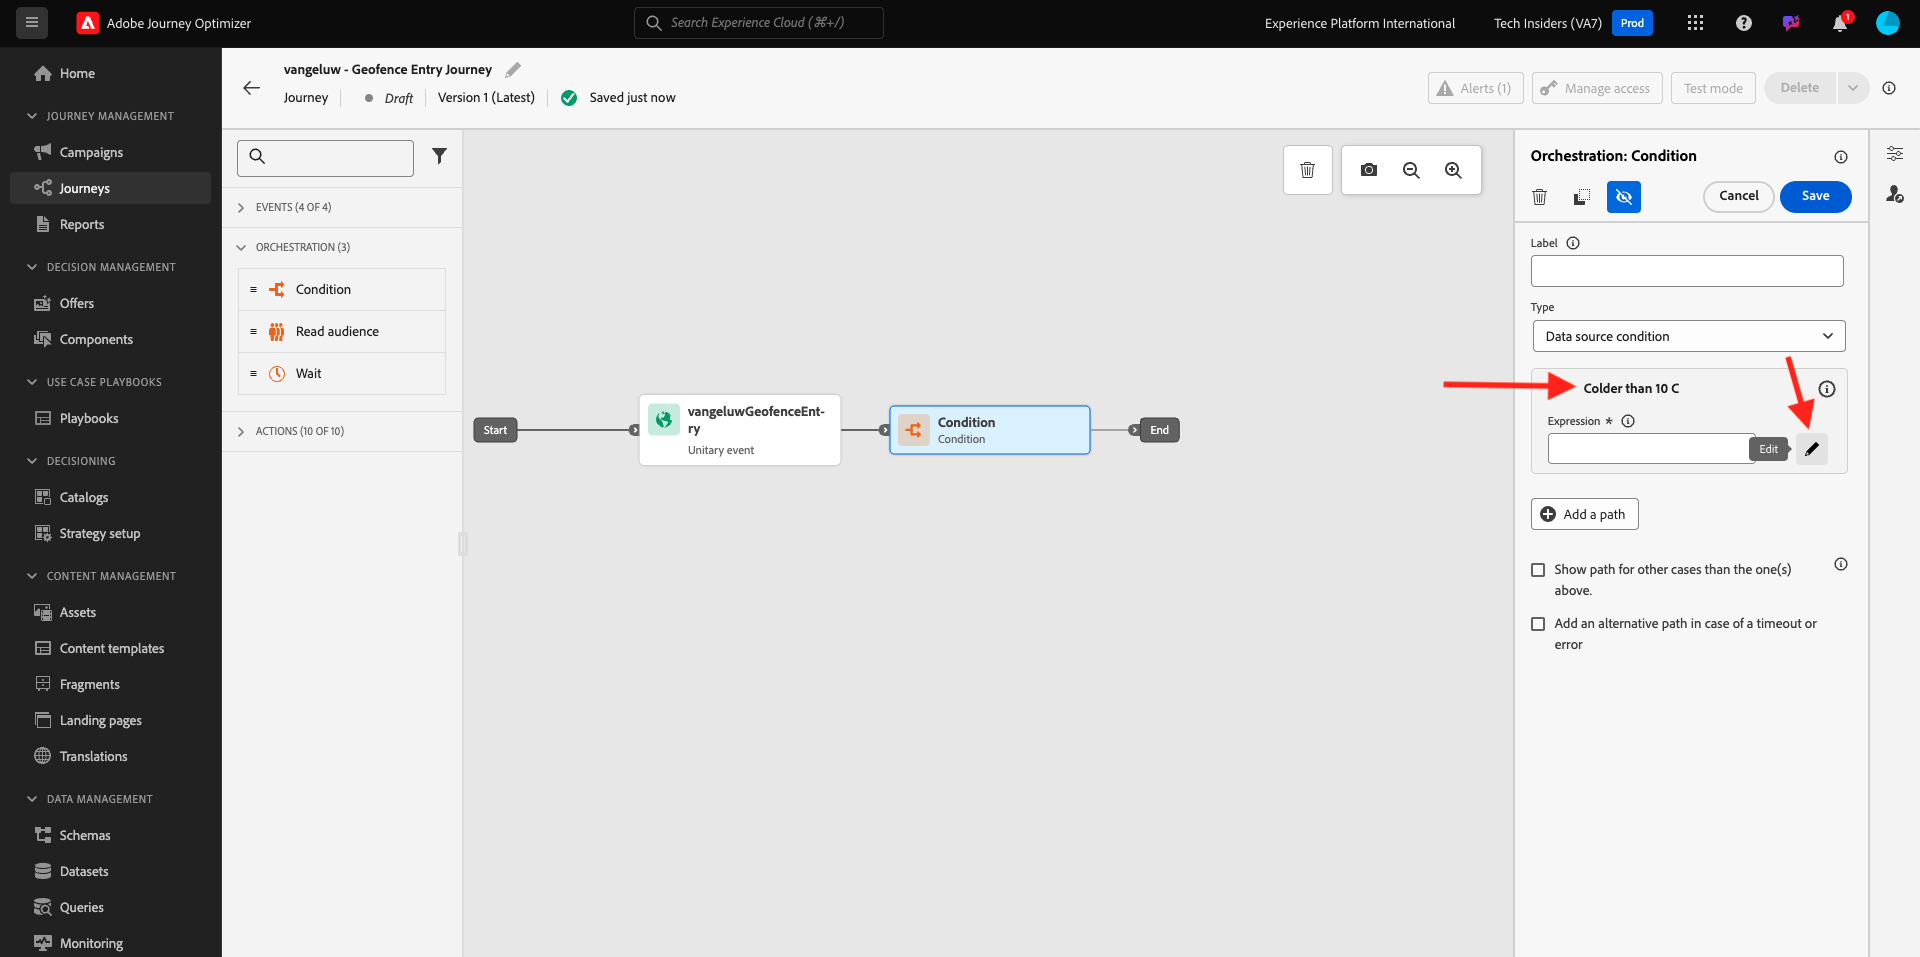 Adobe Journey Optimizer
Search Experience Cloud (⌘+/)
Experience Platform International
Tech Insiders (VA7)
Prod
1
Home
JOURNEY MANAGEMENT
Campaigns
Journeys
Reports
DECISION MANAGEMENT
Offers
Components
USE CASE PLAYBOOKS
Playbooks
DECISIONING
Catalogs
Strategy setup
CONTENT MANAGEMENT
Assets
Content templates
Fragments
Landing pages
Translations
DATA MANAGEMENT
Schemas
Datasets
Queries
Monitoring
vangeluw - Geofence Entry Journey
Journey
Draft
Version 1 (Latest)
Saved just now
Alerts (1)
Manage access
Test mode
Delete
EVENTS (4 OF 4)
ORCHESTRATION (3)
Condition
Read audience
Wait
ACTIONS (10 OF 10)
Start
vangeluwGeofenceEnt-
ry
Unitary event
Condition
Condition
End
Orchestration: Condition
Cancel
Save
Label
Type
Data source condition
Colder than 10 C
Expression *
Edit
Add a path
Show path for other cases than the one(s)
above.
Add an alternative path in case of a timeout or
error